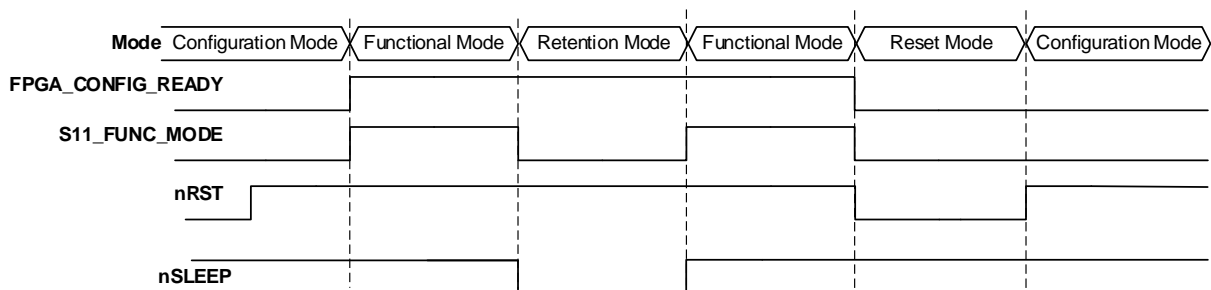 Mode Configuration Mode Functional Mode Retention Mode Functional Mode Reset Mode Configuration Mode
FPGA_CONFIG_READY
S11_FUNC_MODE
nRST
nSLEEP